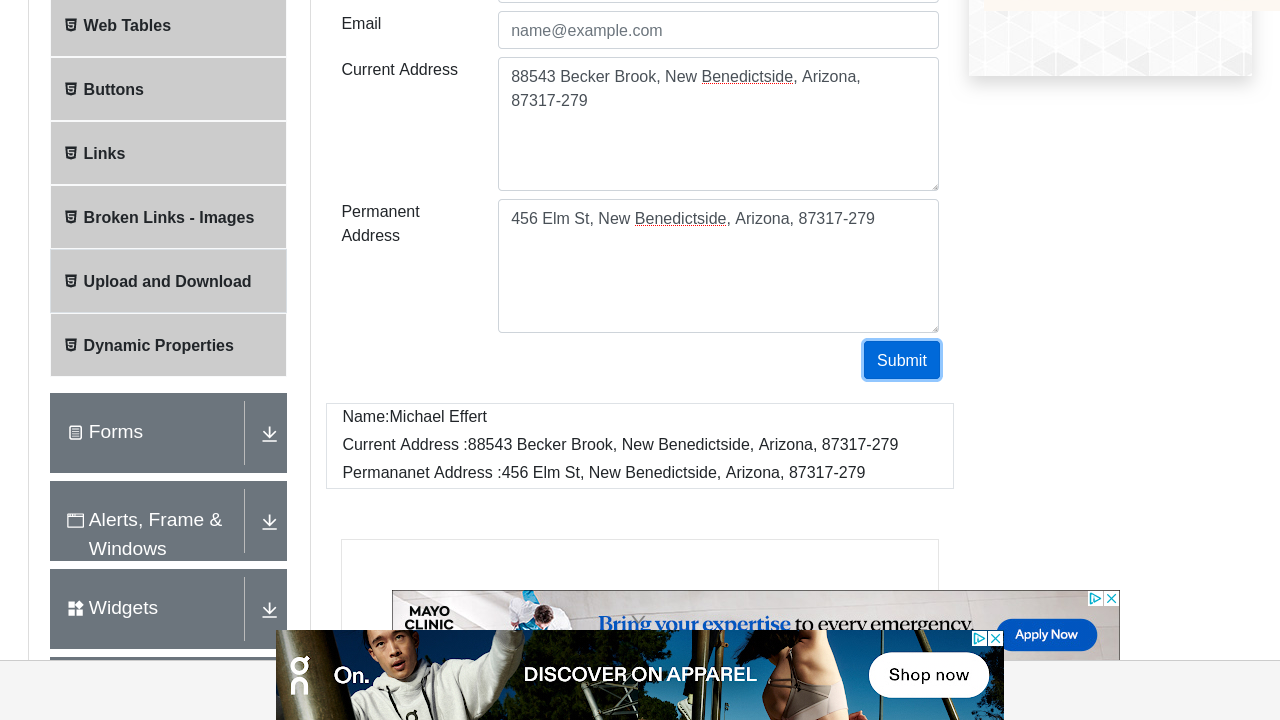 Web Tables
Buttons
Links
Broken Links - Images
Upload and Download
Dynamic Properties
Forms
Alerts, Frame &
Windows
Widgets
Email
name@example.com
Current Address
88543 Becker Brook, New Benedictside, Arizona,
87317-279
Permanent
Address
456 Elm St, New Benedictside, Arizona, 87317-279
Submit
Name:Michael Effert
Current Address :88543 Becker Brook, New Benedictside, Arizona, 87317-279
Permananet Address :456 Elm St, New Benedictside, Arizona, 87317-279
MAYO
CLINIC
Bring your expertise to every emergency.
Apply Now
On.
DISCOVER ON APPAREL
Shop now